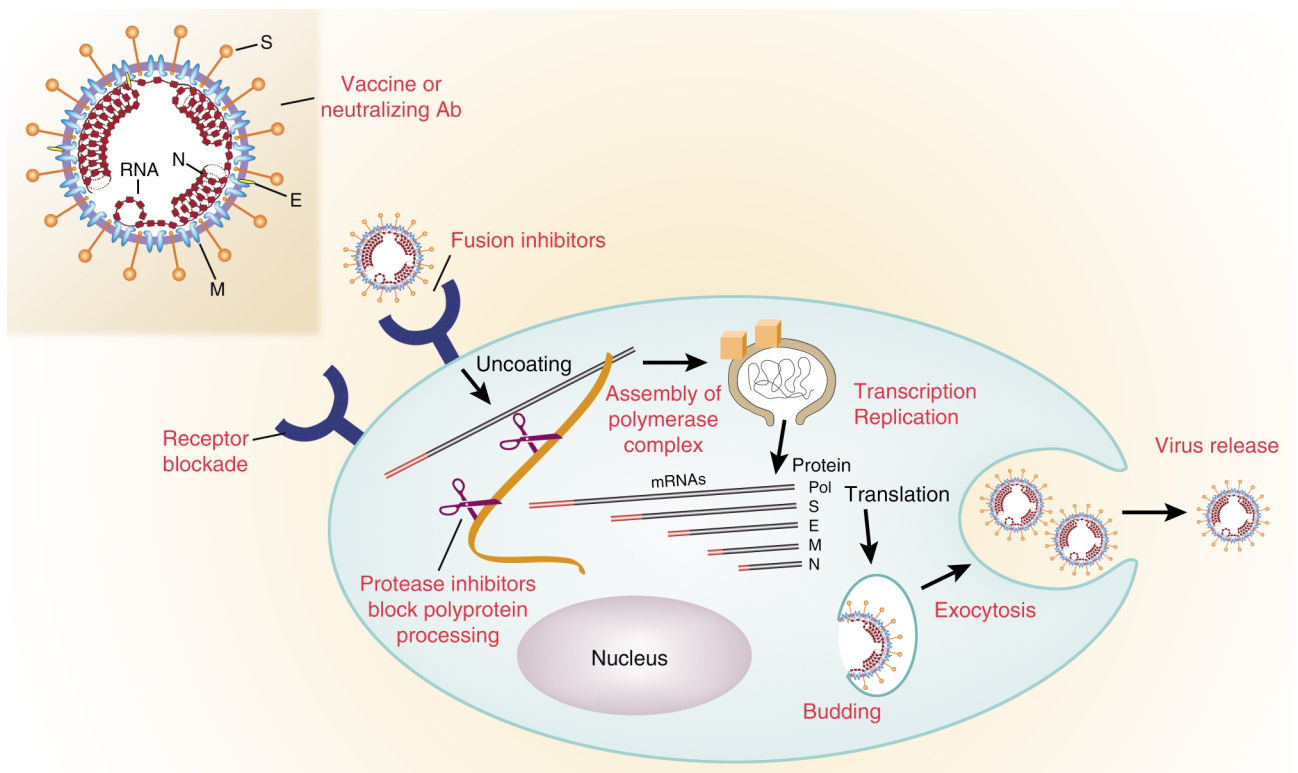 S
Vaccine or
neutralizing Ab
RNA
N
E
M
Fusion inhibitors
Uncoating
Receptor
blockade
Assembly of
polymerase
complex
Transcription
Replication
Virus release
mRNAs
Protein
Pol
S
E
M
N
Translation
Protease inhibitors
block polyprotein
processing
Exocytosis
Nucleus
Budding